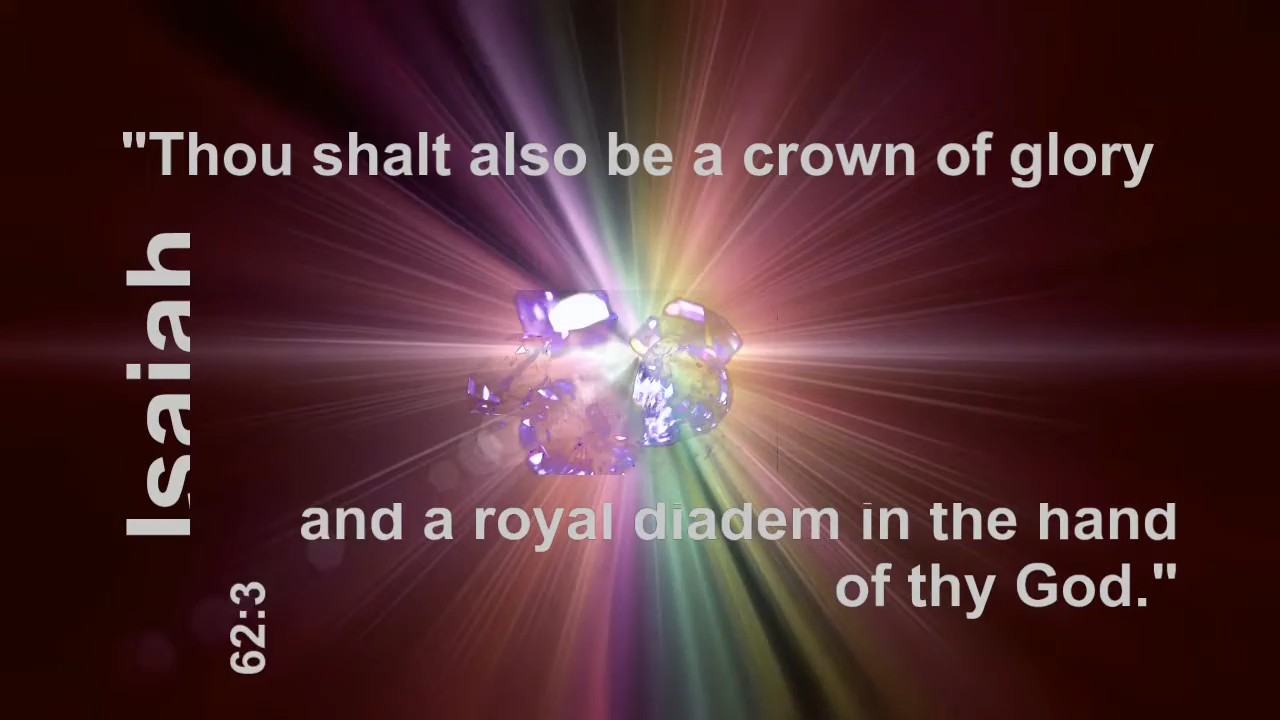 "Thou shalt also be a crown of glory
Isaiah
and a royal diadem in the hand
of thy God."
62:3